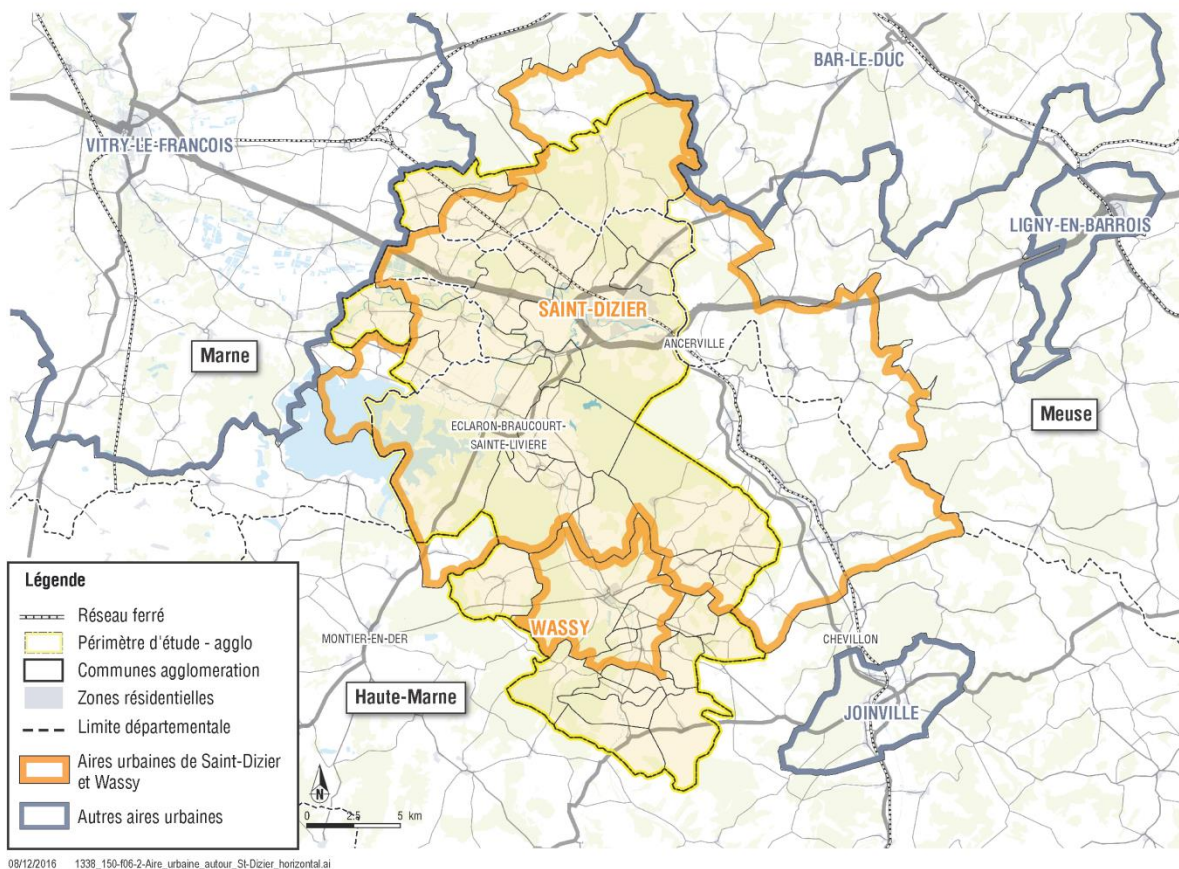 BAR-LE-DUC
VITRY-LE-FRANCOIS
LIGNY-EN-BARROIS
SAINT-DIZIER
ANCERVILLE
Marne
Meuse
ECLARON-BRAUCOURT-
SAINTE-LIVIERE
WASSY
MONTIER-EN-DER
CHEVILLON
Haute-Marne
JOINVILLE
Légende
Réseau ferré
Périmètre d'étude - agglo
Communes agglomeration
Zones résidentielles
Limite départementale
Aires urbaines de Saint-Dizier
et Wassy
Autres aires urbaines
N
0 2.5 5 km
08/12/2016 1338_150-f06-2-Aire_urbaine_autour_St-Dizier_horizontal.ai